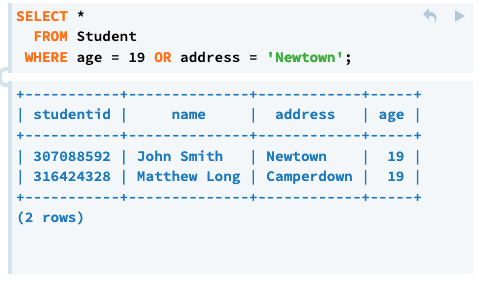 SELECT *
FROM Student
WHERE age = 19 OR address = 'Newtown';
+-----------+--------------+------------+-----+
| studentid |     name     |  address   | age |
+-----------+--------------+------------+-----+
| 307088592 | John Smith   | Newtown    |  19 |
| 316424328 | Matthew Long | Camperdown |  19 |
+-----------+--------------+------------+-----+
(2 rows)